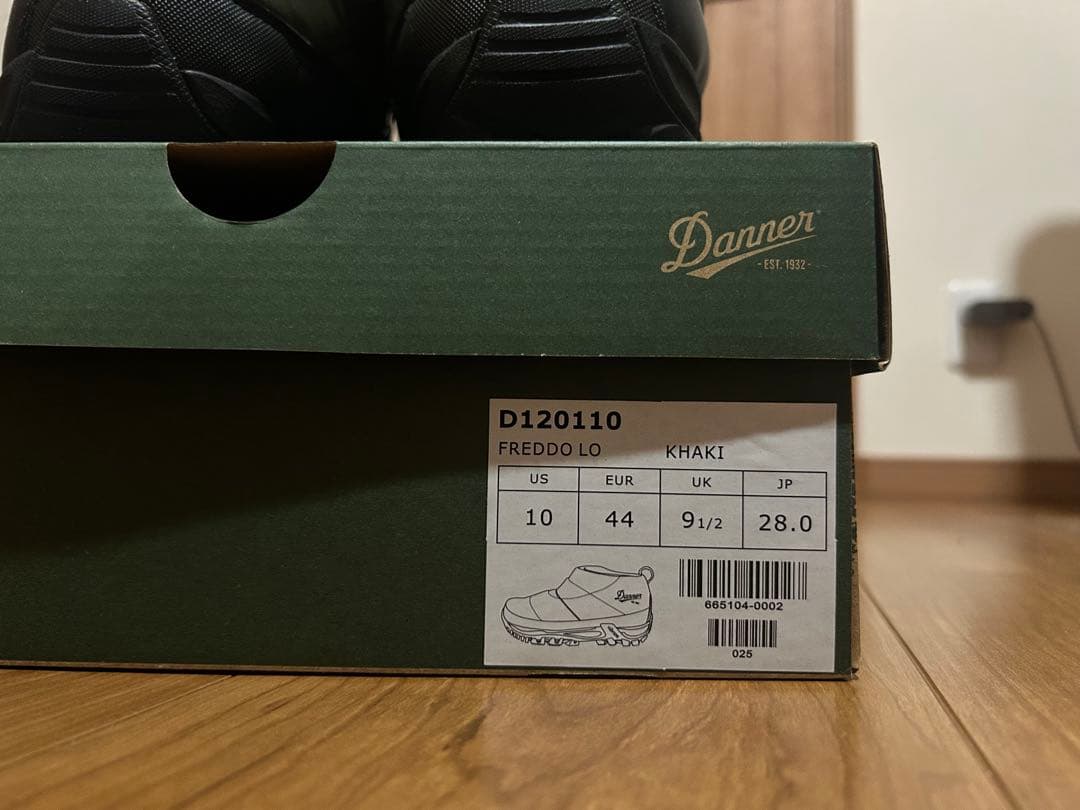 Danner
- EST. 1932 -
D120110
FREDDO LO KHAKI
US EUR UK JP
10 44 9 1/2 28.0
Danner
665104-0002
025